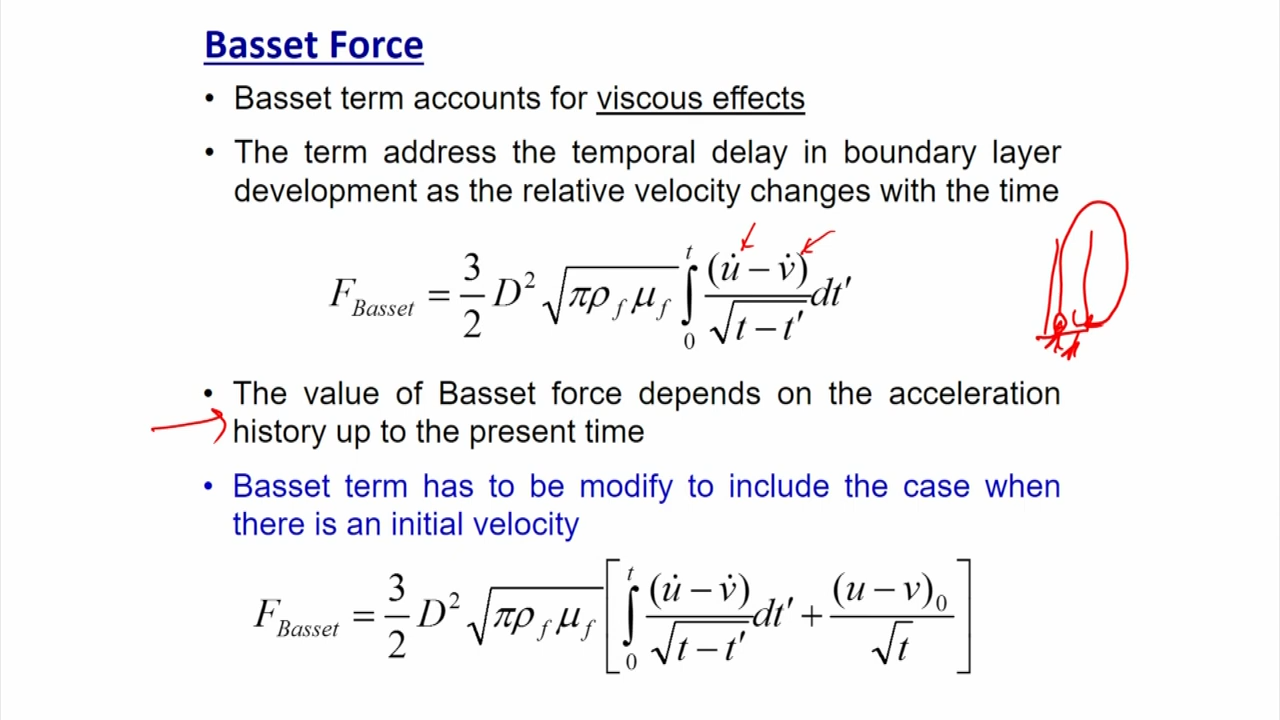 Basset Force
• Basset term accounts for viscous effects
• The term address the temporal delay in boundary layer
development as the relative velocity changes with the time
F_Basset = 3/2 D² √(πρ_f μ_f) ∫₀ᵗ (u̇ − v̇)/√(t − t′) dt′
• The value of Basset force depends on the acceleration
history up to the present time
• Basset term has to be modify to include the case when
there is an initial velocity
F_Basset = 3/2 D² √(πρ_f μ_f) [∫₀ᵗ (u̇ − v̇)/√(t − t′) dt′ + (u − v)₀/√t]